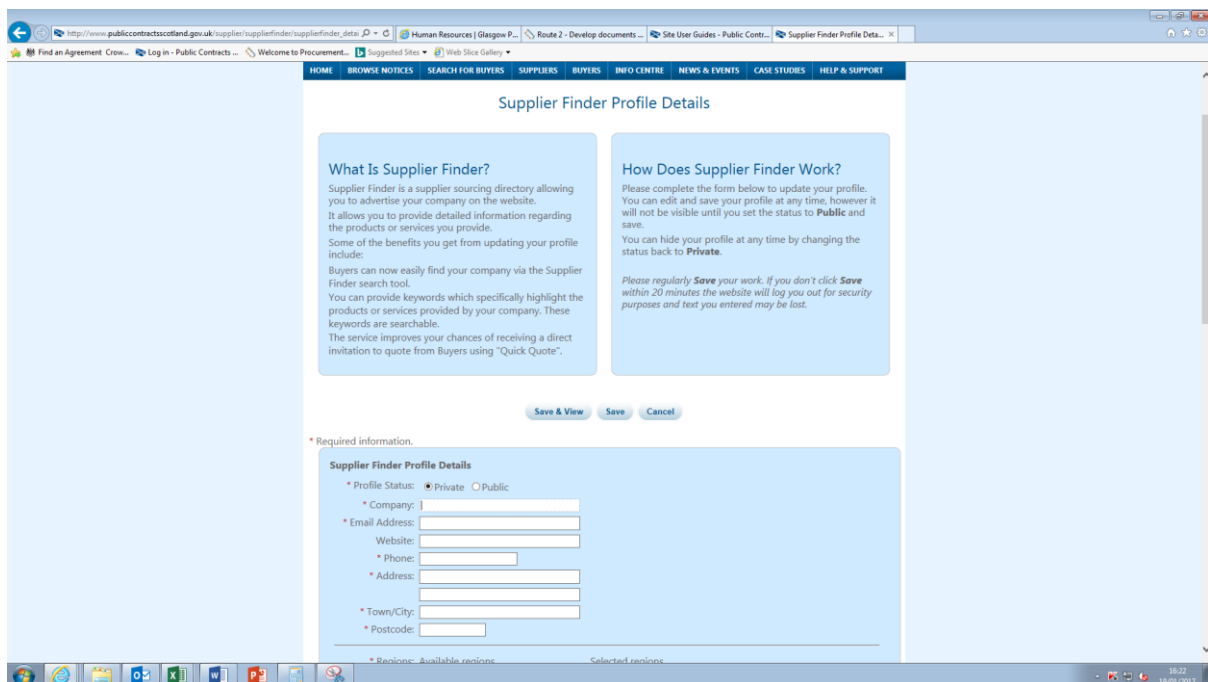 http://www.publiccontractsscotland.gov.uk/supplier/supplierfinder/supplierfinder_detai
Human Resources | Glasgow P...
Route 2 - Develop documents ...
Site User Guides - Public Contr...
Supplier Finder Profile Deta...
Find an Agreement Crow...
Log in - Public Contracts ...
Welcome to Procurement...
Suggested Sites
Web Slice Gallery
HOME BROWSE NOTICES SEARCH FOR BUYERS SUPPLIERS BUYERS INFO CENTRE NEWS & EVENTS CASE STUDIES HELP & SUPPORT
Supplier Finder Profile Details
What Is Supplier Finder?
Supplier Finder is a supplier sourcing directory allowing
you to advertise your company on the website.
It allows you to provide detailed information regarding
the products or services you provide.
Some of the benefits you get from updating your profile
include:
Buyers can now easily find your company via the Supplier
Finder search tool.
You can provide keywords which specifically highlight the
products or services provided by your company. These
keywords are searchable.
The service improves your chances of receiving a direct
invitation to quote from Buyers using "Quick Quote".
How Does Supplier Finder Work?
Please complete the form below to update your profile.
You can edit and save your profile at any time, however it
will not be visible until you set the status to Public and
save.
You can hide your profile at any time by changing the
status back to Private.
Please regularly Save your work. If you don't click Save
within 20 minutes the website will log you out for security
purposes and text you entered may be lost.
Save & View Save Cancel
* Required information.
Supplier Finder Profile Details
* Profile Status: Private Public
* Company:
* Email Address:
Website:
* Phone:
* Address:
* Town/City:
* Postcode:
* Regions: Available regions Selected regions
16:22